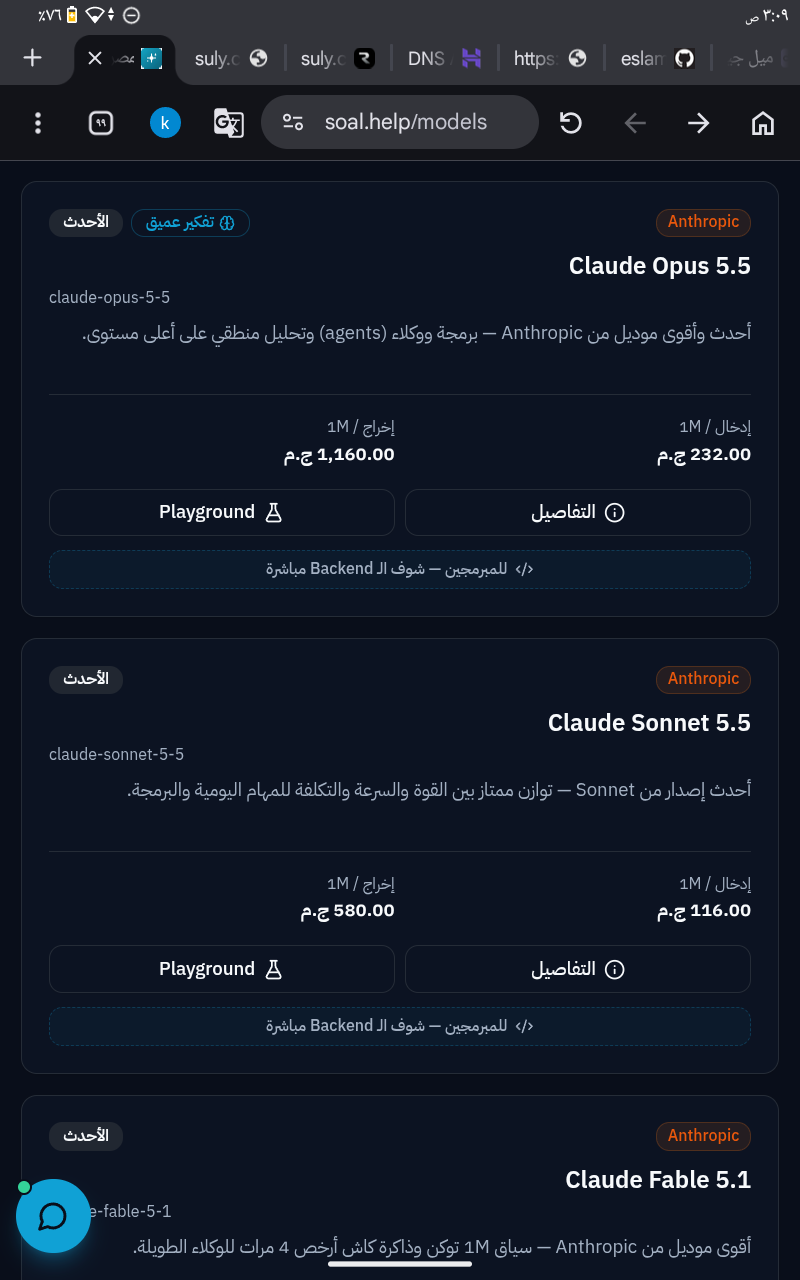 ٣:٠٩ ص
٪٧٦
suly.c
suly.c
DNS
https
eslam
ميل جـ
٩٩
k
soal.help/models
Anthropic
تفكير عميق
الأحدث
Claude Opus 5.5
claude-opus-5-5
أحدث وأقوى موديل من Anthropic — برمجة ووكلاء (agents) وتحليل منطقي على أعلى مستوى.
إدخال / 1M
إخراج / 1M
232.00 ج.م
1,160.00 ج.م
التفاصيل
Playground
</> للمبرمجين — شوف الـ Backend مباشرة
Anthropic
الأحدث
Claude Sonnet 5.5
claude-sonnet-5-5
أحدث إصدار من Sonnet — توازن ممتاز بين القوة والسرعة والتكلفة للمهام اليومية والبرمجة.
إدخال / 1M
إخراج / 1M
116.00 ج.م
580.00 ج.م
التفاصيل
Playground
</> للمبرمجين — شوف الـ Backend مباشرة
Anthropic
الأحدث
Claude Fable 5.1
e-fable-5-1
أقوى موديل من Anthropic — سياق 1M توكن وذاكرة كاش أرخص 4 مرات للوكلاء الطويلة.